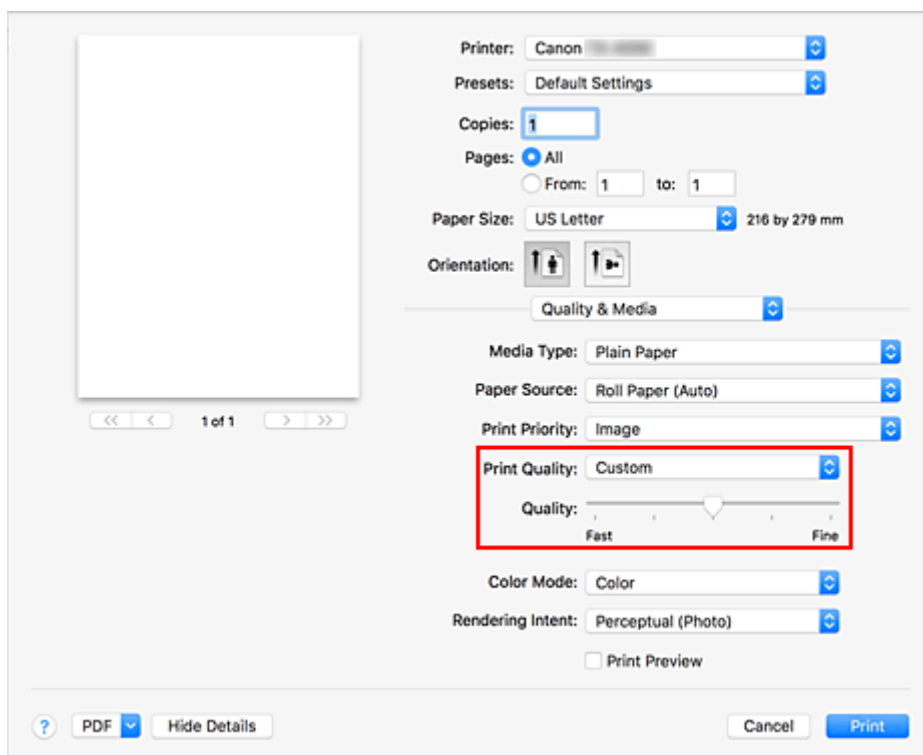 Printer: Canon
Presets: Default Settings
Copies: 1
Pages: All
From: 1 to: 1
Paper Size: US Letter 216 by 279 mm
Orientation:
Quality & Media
Media Type: Plain Paper
Paper Source: Roll Paper (Auto)
<< < 1 of 1 > >>
Print Priority: Image
Print Quality: Custom
Quality:
Fast Fine
Color Mode: Color
Rendering Intent: Perceptual (Photo)
Print Preview
? PDF Hide Details Cancel Print